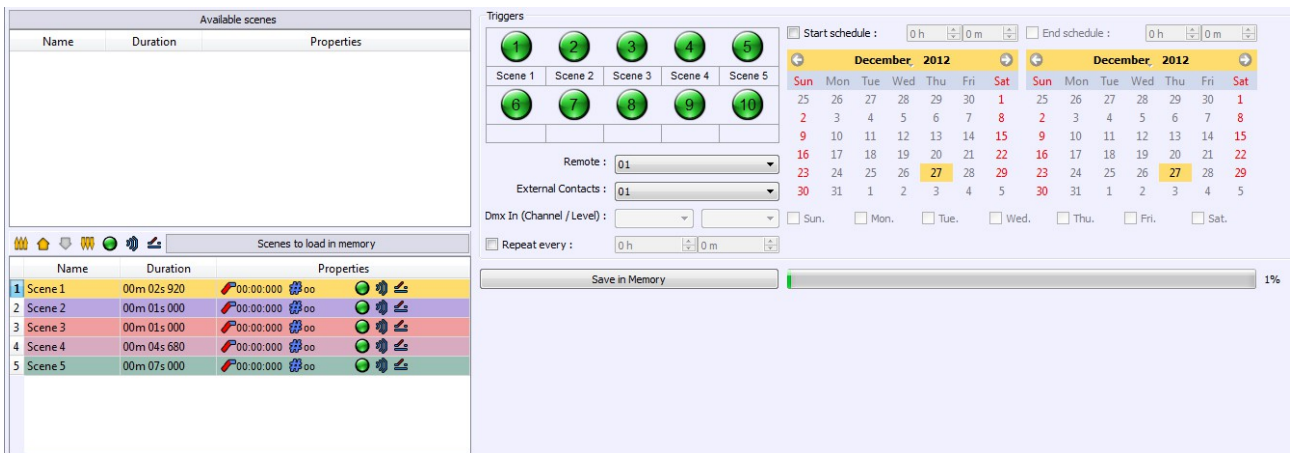 Available scenes
Name Duration Properties
Scenes to load in memory
Name Duration Properties
1 Scene 1 00m 02s 920 00:00:000 oo
2 Scene 2 00m 01s 000 00:00:000 oo
3 Scene 3 00m 01s 000 00:00:000 oo
4 Scene 4 00m 04s 680 00:00:000 oo
5 Scene 5 00m 07s 000 00:00:000 oo
Triggers
1 2 3 4 5
Scene 1 Scene 2 Scene 3 Scene 4 Scene 5
6 7 8 9 10
Remote : 01
External Contacts : 01
Dmx In (Channel / Level) :
Repeat every : 0 h 0 m
Save in Memory
Start schedule : 0 h 0 m
December, 2012
Sun Mon Tue Wed Thu Fri Sat
25 26 27 28 29 30 1
2 3 4 5 6 7 8
9 10 11 12 13 14 15
16 17 18 19 20 21 22
23 24 25 26 27 28 29
30 31 1 2 3 4 5
End schedule : 0 h 0 m
December, 2012
Sun Mon Tue Wed Thu Fri Sat
25 26 27 28 29 30 1
2 3 4 5 6 7 8
9 10 11 12 13 14 15
16 17 18 19 20 21 22
23 24 25 26 27 28 29
30 31 1 2 3 4 5
Sun. Mon. Tue. Wed. Thu. Fri. Sat.
1%